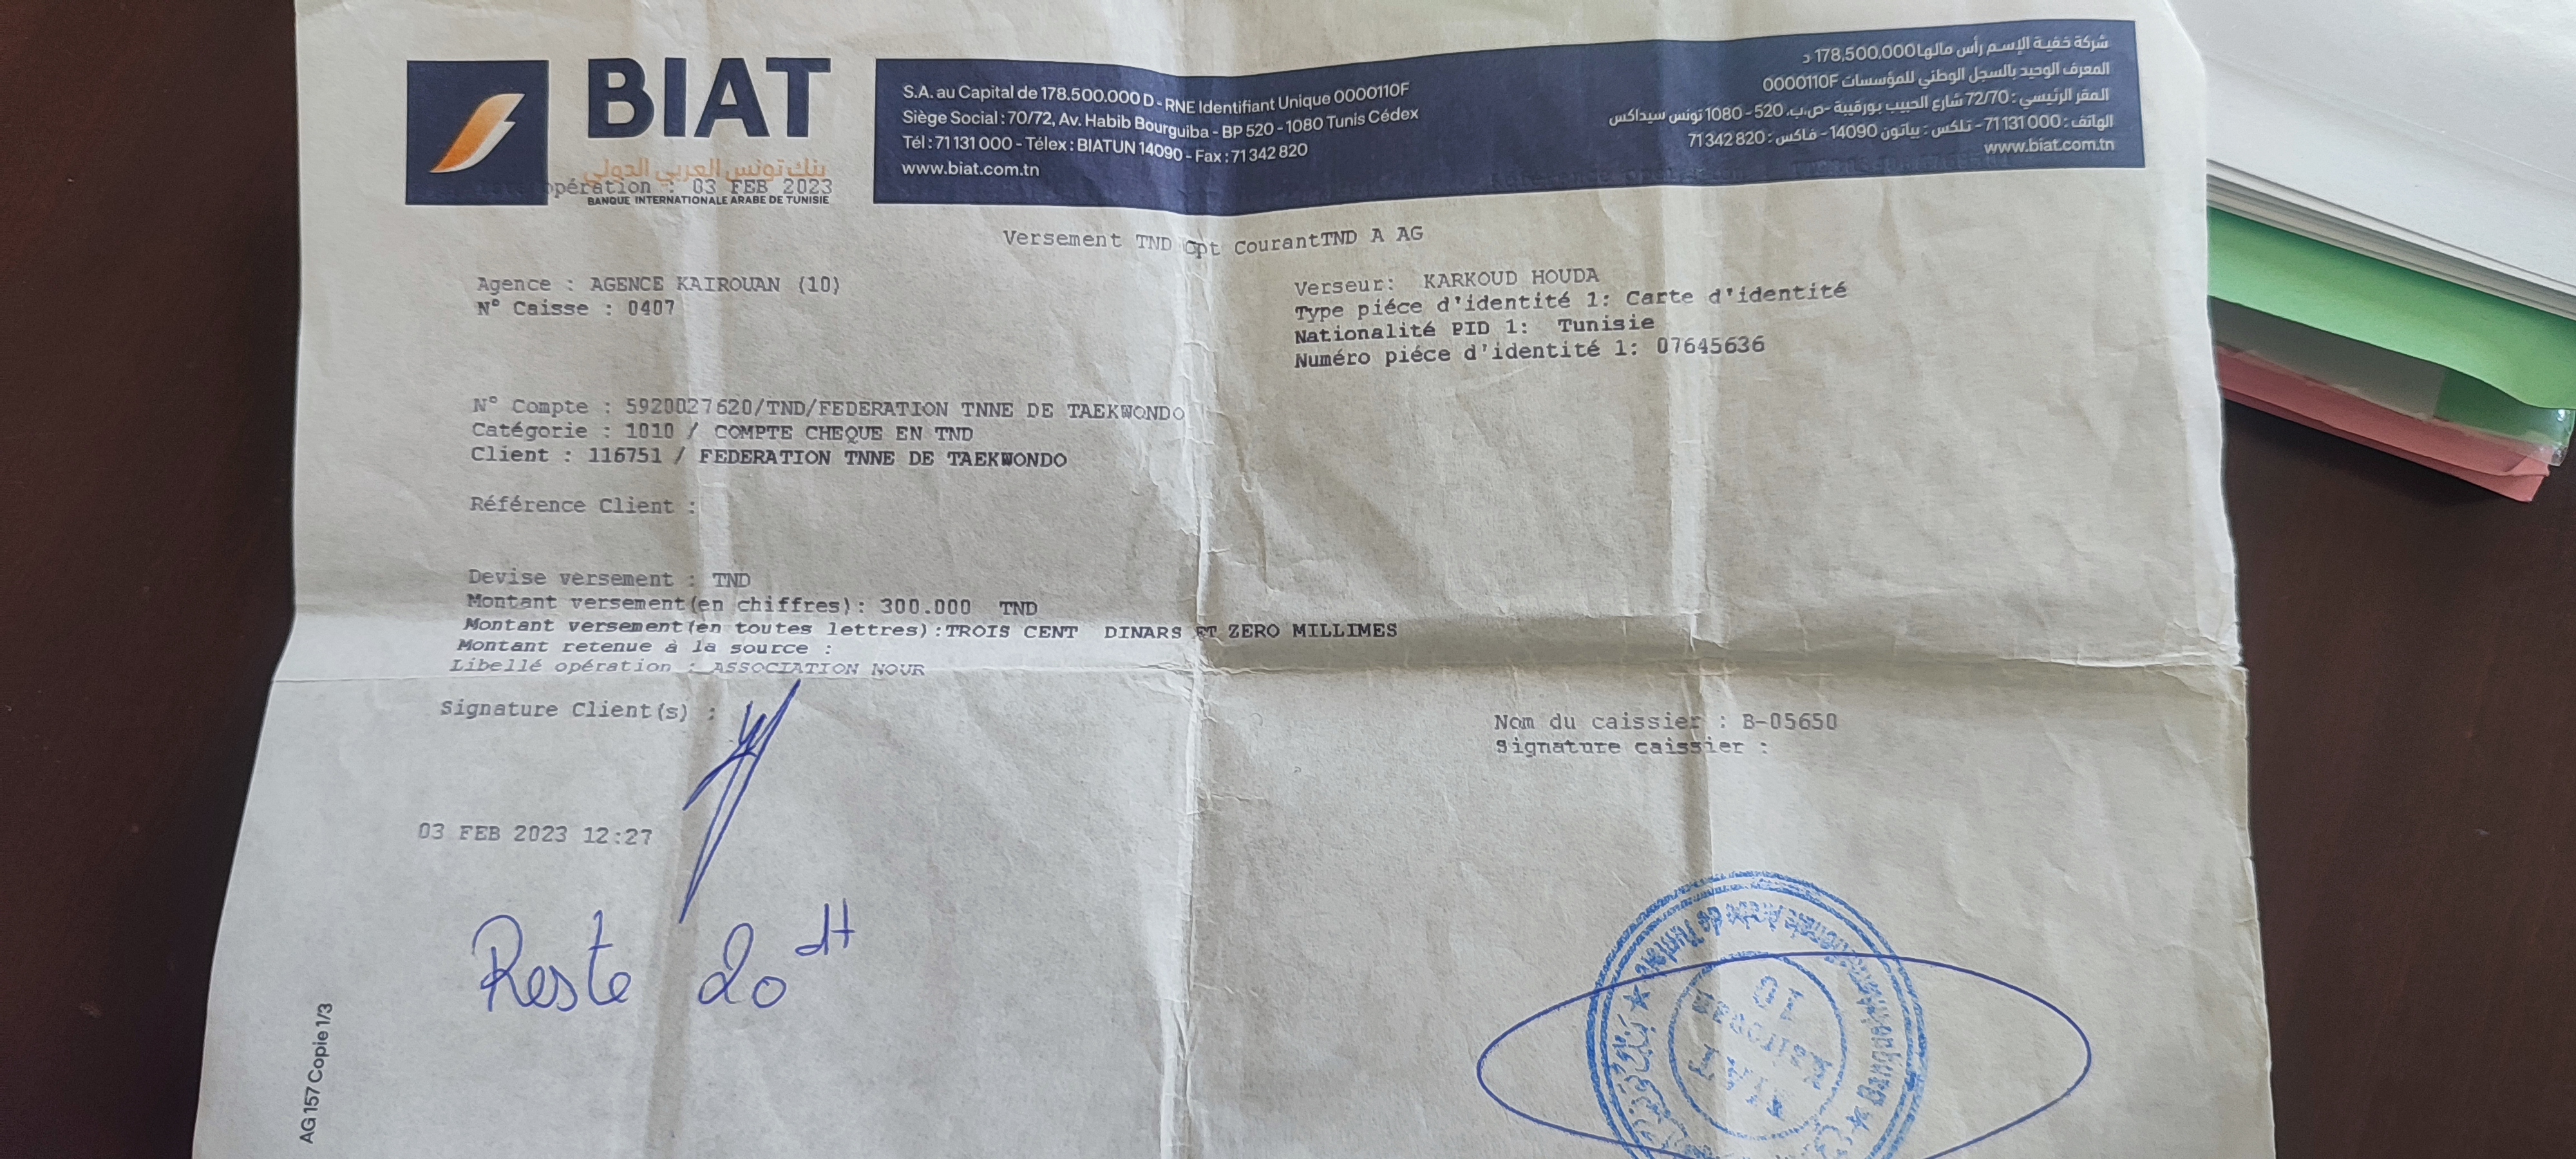 BIAT
بنك تونس العربي الدولي
BANQUE INTERNATIONALE ARABE DE TUNISIE
opération : 03 FEB 2023
S.A. au Capital de 178.500.000 D - RNE Identifiant Unique 0000110F
Siège Social : 70/72, Av. Habib Bourguiba - BP 520 - 1080 Tunis Cédex
Tél : 71 131 000 - Télex : BIATUN 14090 - Fax : 71 342 820
www.biat.com.tn
شركة خفية الإسم رأس مالها 178,500,000 د
المعرف الوحيد بالسجل الوطني للمؤسسات 0000110F
المقر الرئيسي : 72/70 شارع الحبيب بورقيبة -ص.ب. 520 - 1080 تونس سيداكس
الهاتف : 71 131 000 - تلكس : بياتون 14090 - فاكس : 71 342 820
www.biat.com.tn
Versement TND Cpt CourantTND A AG
Agence : AGENCE KAIROUAN (10)
N° Caisse : 0407
Verseur: KARKOUD HOUDA
Type piéce d'identité 1: Carte d'identité
Nationalité PID 1: Tunisie
Numéro piéce d'identité 1: 07645636
N° Compte : 5920027620/TND/FEDERATION TNNE DE TAEKWONDO
Catégorie : 1010 / COMPTE CHEQUE EN TND
Client : 116751 / FEDERATION TNNE DE TAEKWONDO
Référence Client :
Devise versement : TND
Montant versement(en chiffres): 300.000 TND
Montant versement(en toutes lettres):TROIS CENT DINARS ET ZERO MILLIMES
Montant retenue à la source :
Libellé opération : ASSOCIATION NOUR
Signature Client(s) :
Nom du caissier : B-05650
Signature caissier :
03 FEB 2023 12:27
Reste 20 dt
AG 157 Copie 1/3